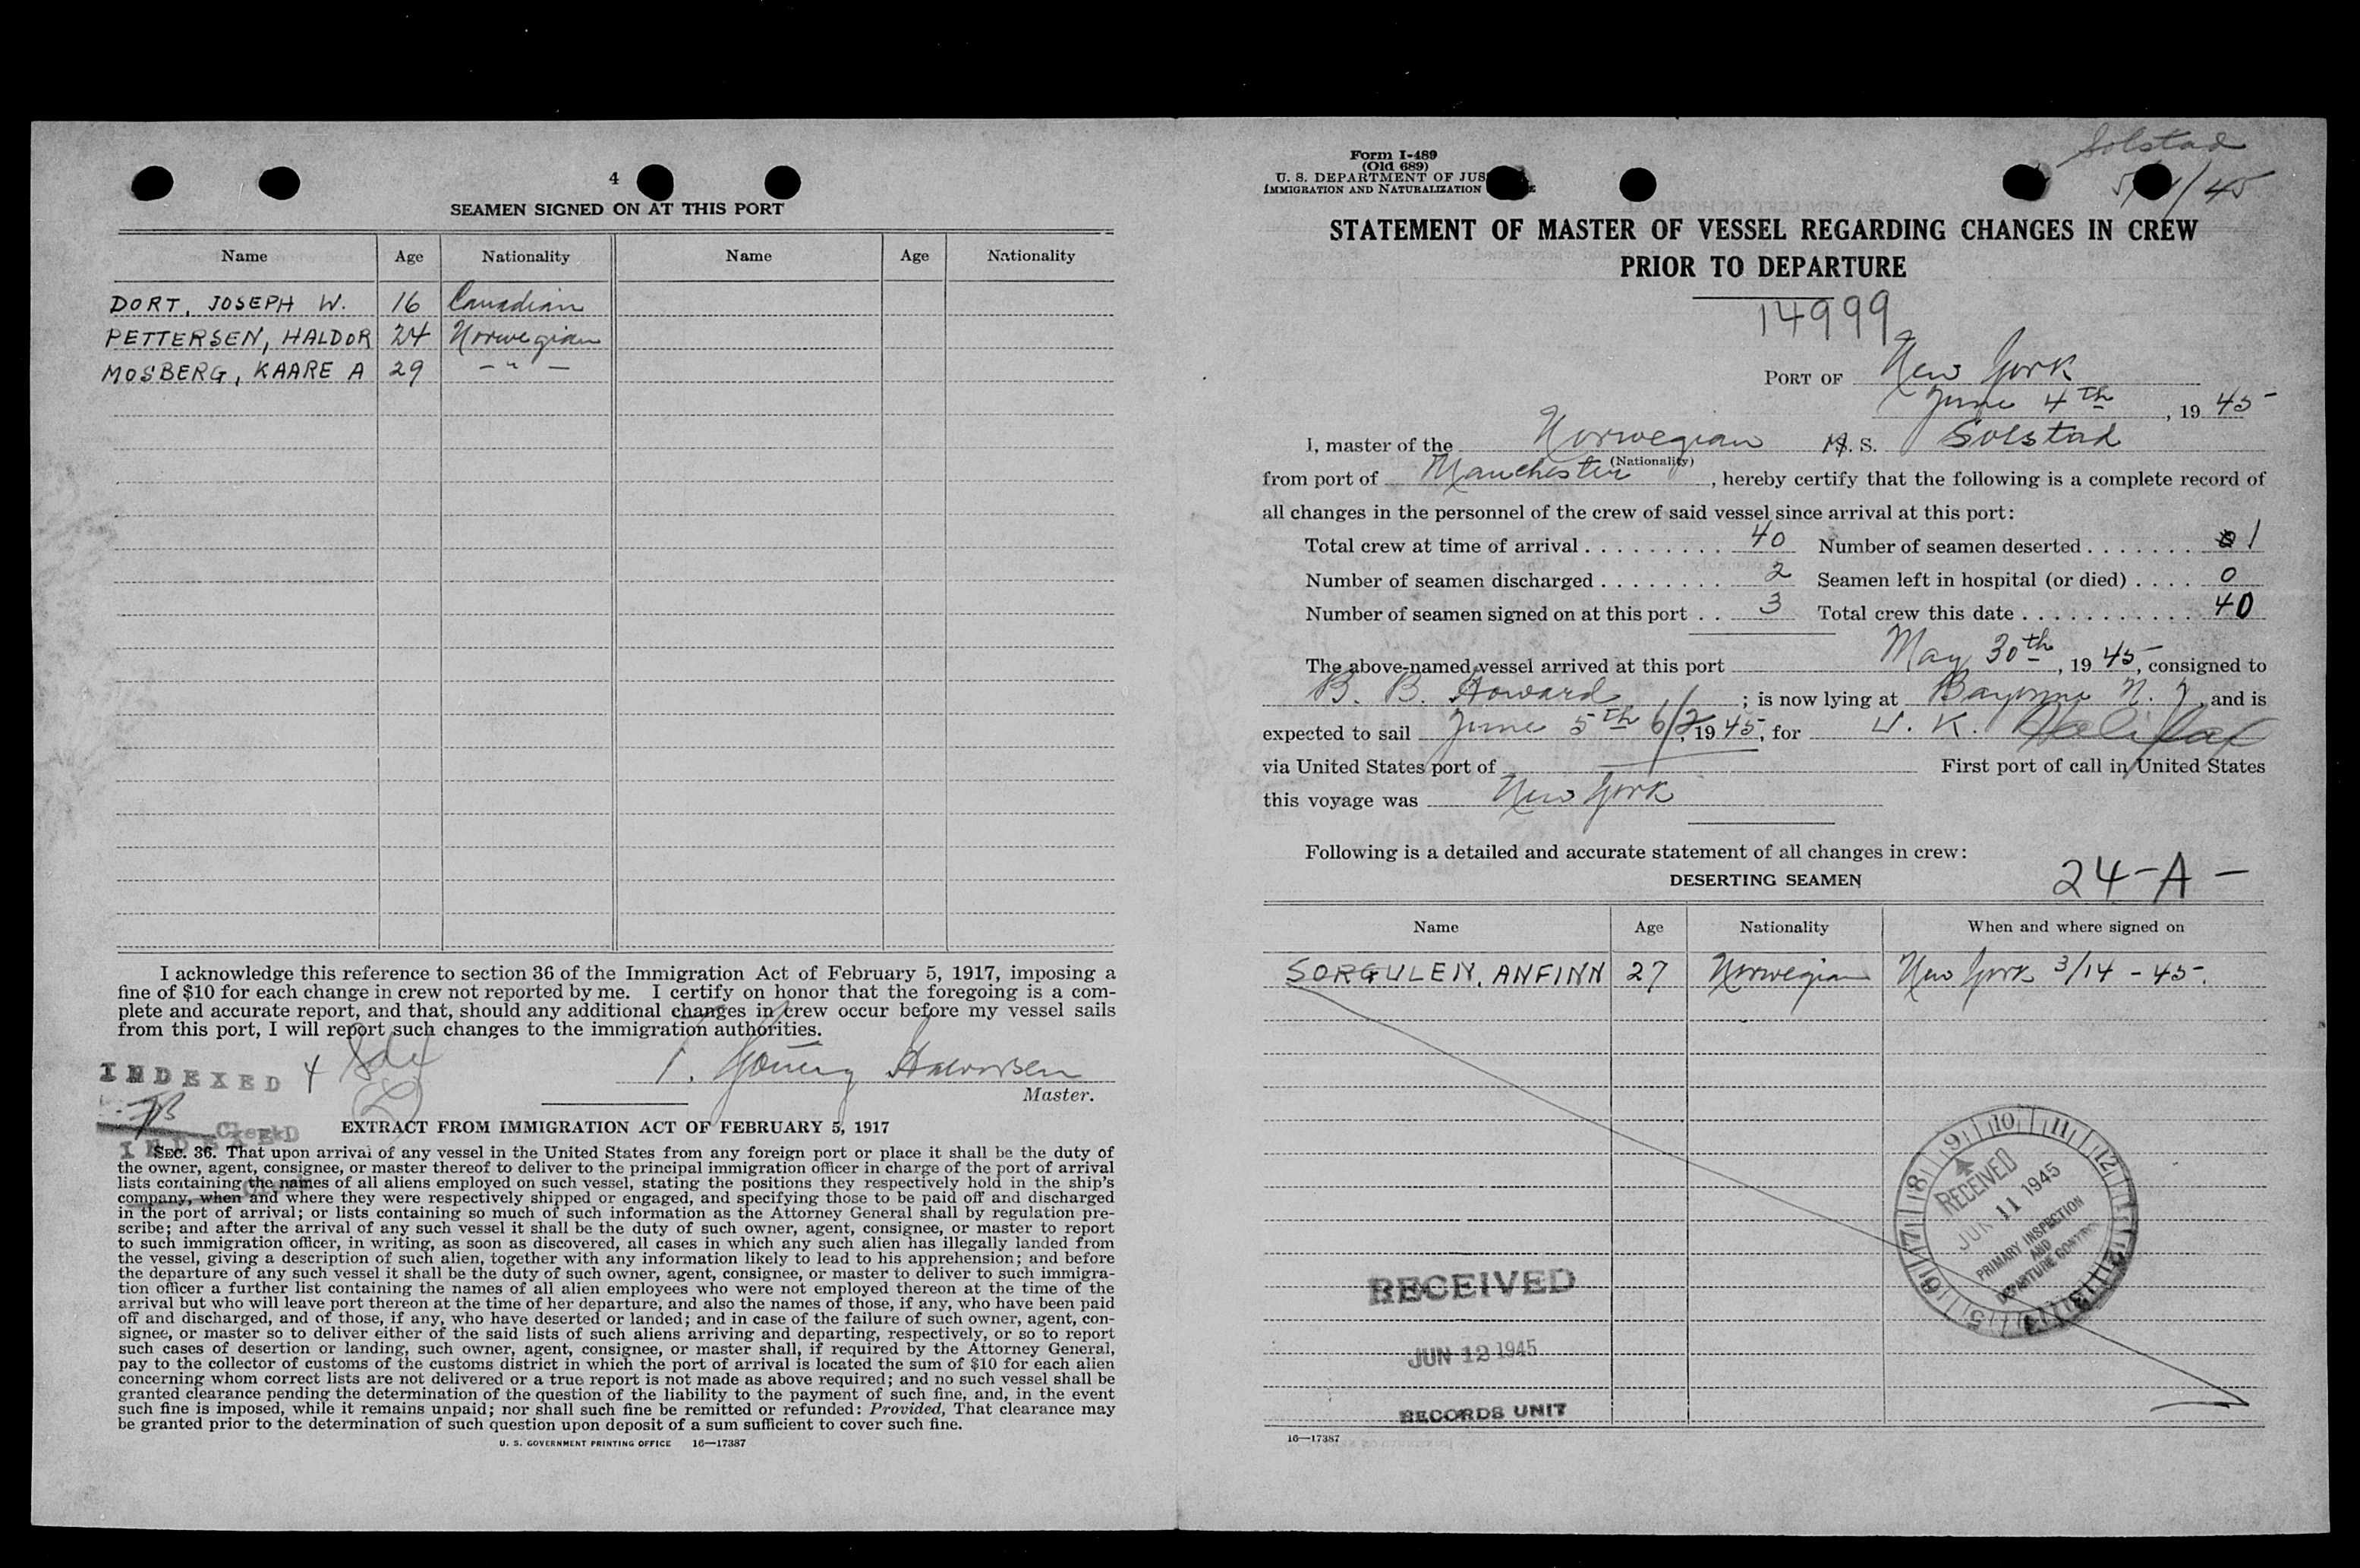 4
SEAMEN SIGNED ON AT THIS PORT
Name Age Nationality Name Age Nationality
DORT, JOSEPH W. 16 Canadian
PETTERSEN, HALDOR 24 Norwegian
MOSBERG, KAARE A 29 - " -
I acknowledge this reference to section 36 of the Immigration Act of February 5, 1917, imposing a
fine of $10 for each change in crew not reported by me. I certify on honor that the foregoing is a com-
plete and accurate report, and that, should any additional changes in crew occur before my vessel sails
from this port, I will report such changes to the immigration authorities.
INDEXED
Master.
Clerk
INDEXED
EXTRACT FROM IMMIGRATION ACT OF FEBRUARY 5, 1917
SEC. 36. That upon arrival of any vessel in the United States from any foreign port or place it shall be the duty of
the owner, agent, consignee, or master thereof to deliver to the principal immigration officer in charge of the port of arrival
lists containing the names of all aliens employed on such vessel, stating the positions they respectively hold in the ship's
company, when and where they were respectively shipped or engaged, and specifying those to be paid off and discharged
in the port of arrival; or lists containing so much of such information as the Attorney General shall by regulation pre-
scribe; and after the arrival of any such vessel it shall be the duty of such owner, agent, consignee, or master to report
to such immigration officer, in writing, as soon as discovered, all cases in which any such alien has illegally landed from
the vessel, giving a description of such alien, together with any information likely to lead to his apprehension; and before
the departure of any such vessel it shall be the duty of such owner, agent, consignee, or master to deliver to such immigra-
tion officer a further list containing the names of all alien employees who were not employed thereon at the time of the
arrival but who will leave port thereon at the time of her departure, and also the names of those, if any, who have been paid
off and discharged, and of those, if any, who have deserted or landed; and in case of the failure of such owner, agent, con-
signee, or master so to deliver either of the said lists of such aliens arriving and departing, respectively, or so to report
such cases of desertion or landing, such owner, agent, consignee, or master shall, if required by the Attorney General,
pay to the collector of customs of the customs district in which the port of arrival is located the sum of $10 for each alien
concerning whom correct lists are not delivered or a true report is not made as above required; and no such vessel shall be
granted clearance pending the determination of the question of the liability to the payment of such fine, and, in the event
such fine is imposed, while it remains unpaid; nor shall such fine be remitted or refunded: Provided, That clearance may
be granted prior to the determination of such question upon deposit of a sum sufficient to cover such fine.
U. S. GOVERNMENT PRINTING OFFICE 16—17387
Solstad
Form I-489
(Old 689)
U. S. DEPARTMENT OF JUS
IMMIGRATION AND NATURALIZATION
STATEMENT OF MASTER OF VESSEL REGARDING CHANGES IN CREW
PRIOR TO DEPARTURE
14999
PORT OF New York
June 4th, 1945
I, master of the Norwegian M. S. Solstad
(Nationality)
from port of Manchester, hereby certify that the following is a complete record of
all changes in the personnel of the crew of said vessel since arrival at this port:
Total crew at time of arrival . . . . . . . . . 40 Number of seamen deserted . . . . . . . 1
Number of seamen discharged . . . . . . . . 2 Seamen left in hospital (or died) . . . . 0
Number of seamen signed on at this port . . 3 Total crew this date . . . . . . . . . . . 40
The above-named vessel arrived at this port May 30th, 1945, consigned to
B. B. Howard; is now lying at Bayonne N. J. and is
expected to sail June 5th 6/2, 1945, for U. K. Halifax
via United States port of First port of call in United States
this voyage was New York
Following is a detailed and accurate statement of all changes in crew:
DESERTING SEAMEN 24-A-
Name Age Nationality When and where signed on
SORGULEN, ANFINN 27 Norwegian New York 3/14-45.
9 10 11 12
RECEIVED
JUN 11 1945
PRIMARY INSPECTION
AND
DEPARTURE CONTROL
RECEIVED
JUN 12 1945
RECORDS UNIT
16—17387